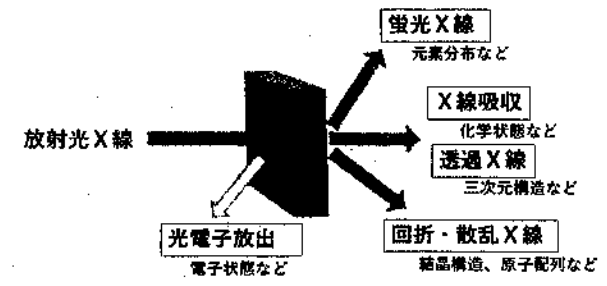 蛍光X線
元素分布など
放射光X線
X線吸収
化学状態など
透過X線
三次元構造など
光電子放出
電子状態など
回折・散乱X線
結晶構造、原子配列など